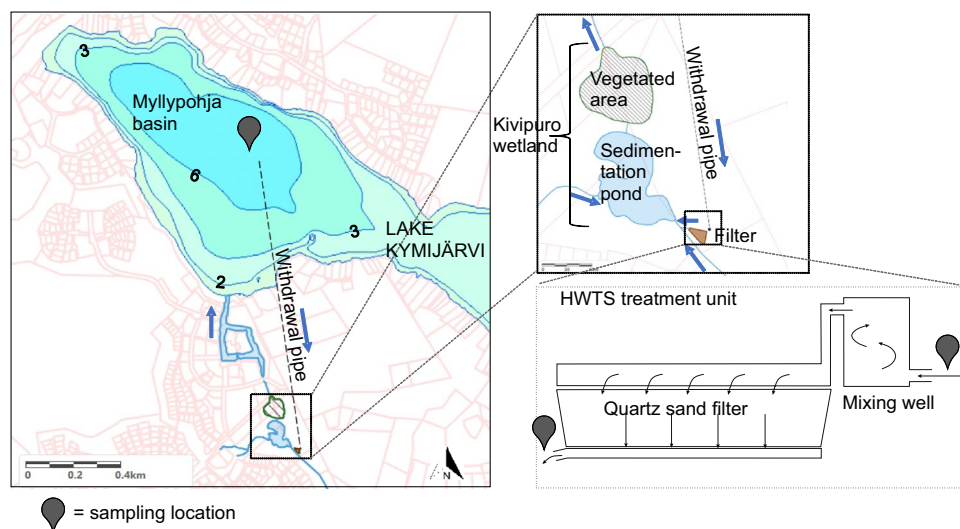 3
Myllypohja
basin
6
3
LAKE
KYMIJÄRVI
2
Withdrawal pipe
0
0.2
0.4km
N
= sampling location
Vegetated
area
Withdrawal pipe
Kivipuro
wetland
Sedimen-
tation
pond
Filter
HWTS treatment unit
Quartz sand filter
Mixing well